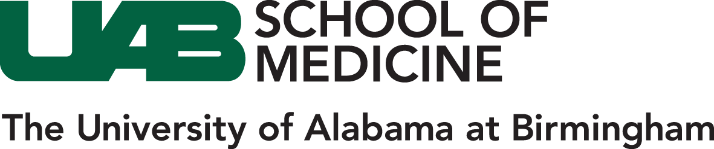 UAB SCHOOL OF
MEDICINE
The University of Alabama at Birmingham